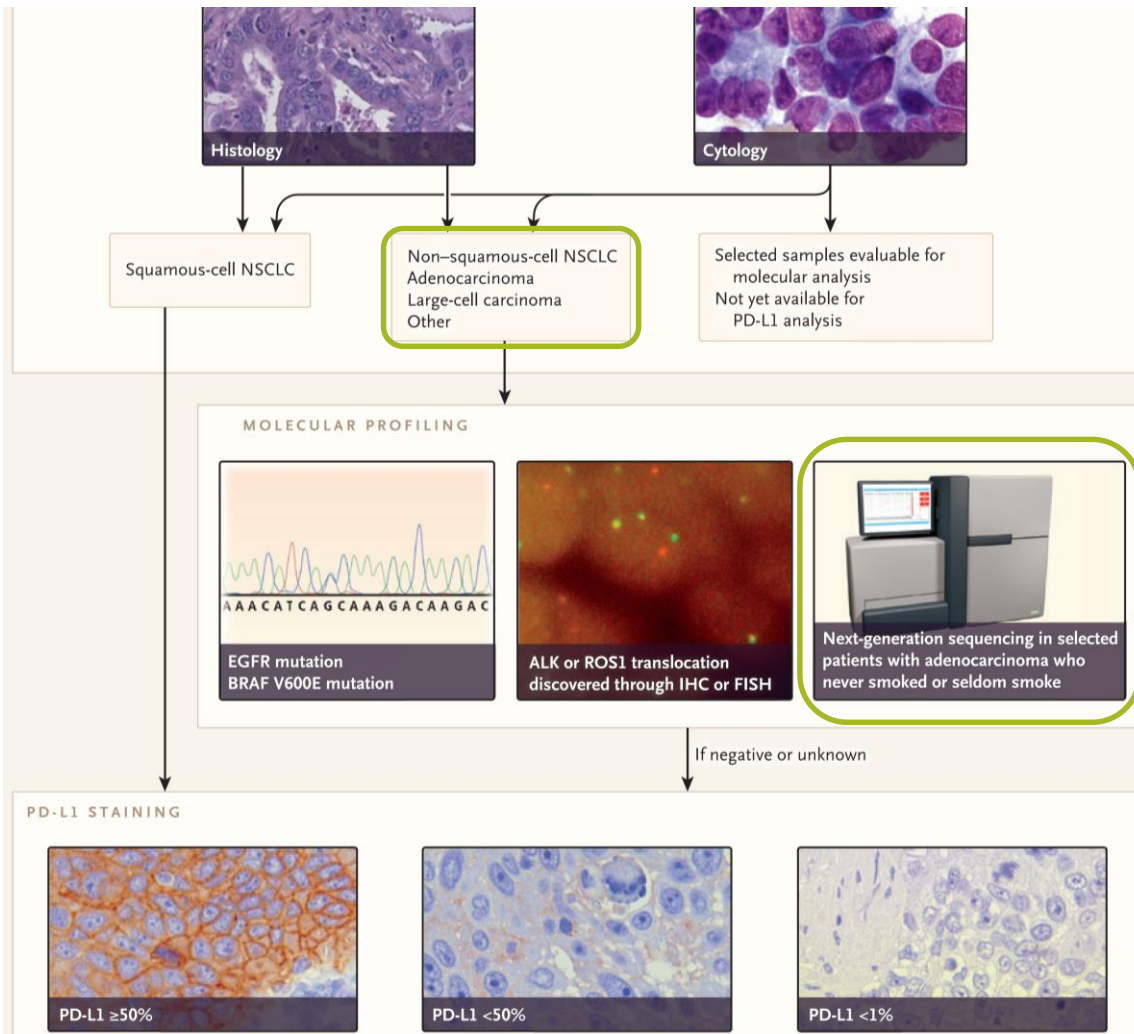 Histology
Cytology
Squamous-cell NSCLC
Non–squamous-cell NSCLC
Adenocarcinoma
Large-cell carcinoma
Other
Selected samples evaluable for
molecular analysis
Not yet available for
PD-L1 analysis
MOLECULAR PROFILING
AAACATCAGCAAAGACAAGAC
EGFR mutation
BRAF V600E mutation
ALK or ROS1 translocation
discovered through IHC or FISH
Next-generation sequencing in selected
patients with adenocarcinoma who
never smoked or seldom smoke
If negative or unknown
PD-L1 STAINING
PD-L1 ≥50%
PD-L1 <50%
PD-L1 <1%